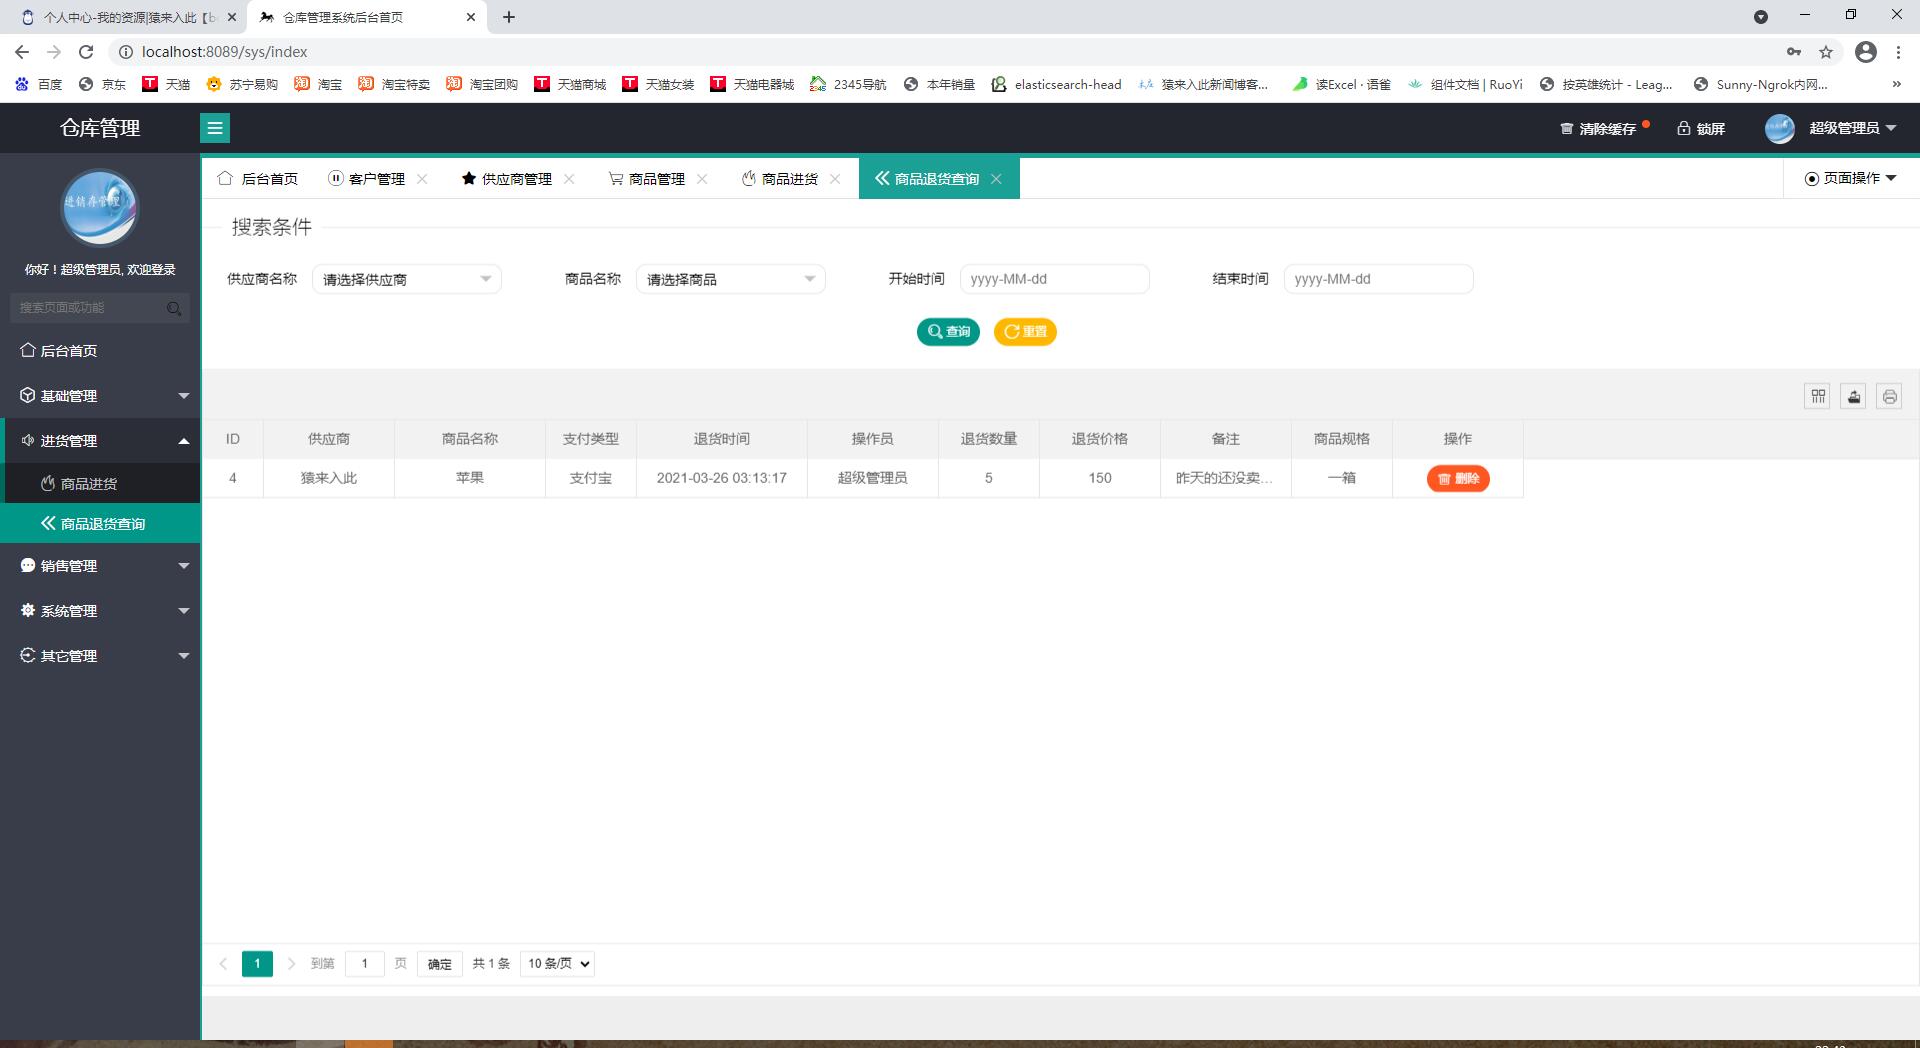 个人中心-我的资源|猿来入此【b
仓库管理系统后台首页
localhost:8089/sys/index
百度 京东 天猫 苏宁易购 淘宝 淘宝特卖 淘宝团购 天猫商城 天猫女装 天猫电器城 2345导航 本年销量 elasticsearch-head 猿来入此新闻博客... 读Excel · 语雀 组件文档 | RuoYi 按英雄统计 - Leag... Sunny-Ngrok内网... »
仓库管理
清除缓存 锁屏 超级管理员
后台首页 客户管理 供应商管理 商品管理 商品进货 商品退货查询 页面操作
进销存管理
你好！超级管理员, 欢迎登录
搜索页面或功能
后台首页
基础管理
进货管理
商品进货
商品退货查询
销售管理
系统管理
其它管理
搜索条件
供应商名称 请选择供应商 商品名称 请选择商品 开始时间 yyyy-MM-dd 结束时间 yyyy-MM-dd
查询 重置
ID 供应商 商品名称 支付类型 退货时间 操作员 退货数量 退货价格 备注 商品规格 操作
4 猿来入此 苹果 支付宝 2021-03-26 03:13:17 超级管理员 5 150 昨天的还没卖... 一箱 删除
1 到第 1 页 确定 共 1 条 10 条/页